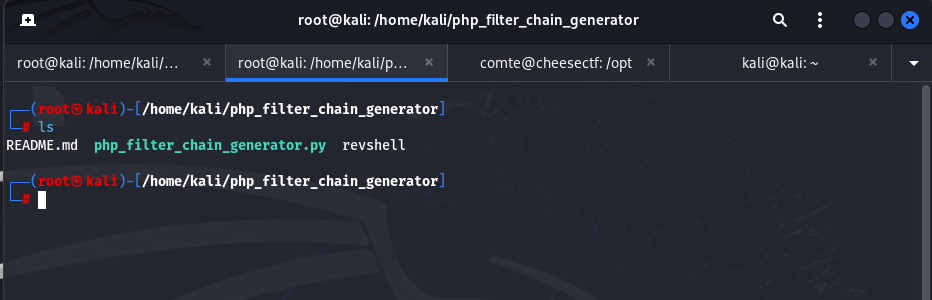 root@kali: /home/kali/php_filter_chain_generator
root@kali: /home/kali/... root@kali: /home/kali/p... comte@cheesectf: /opt kali@kali: ~
┌──(root㉿kali)-[/home/kali/php_filter_chain_generator]
└─# ls
README.md php_filter_chain_generator.py revshell
┌──(root㉿kali)-[/home/kali/php_filter_chain_generator]
└─#